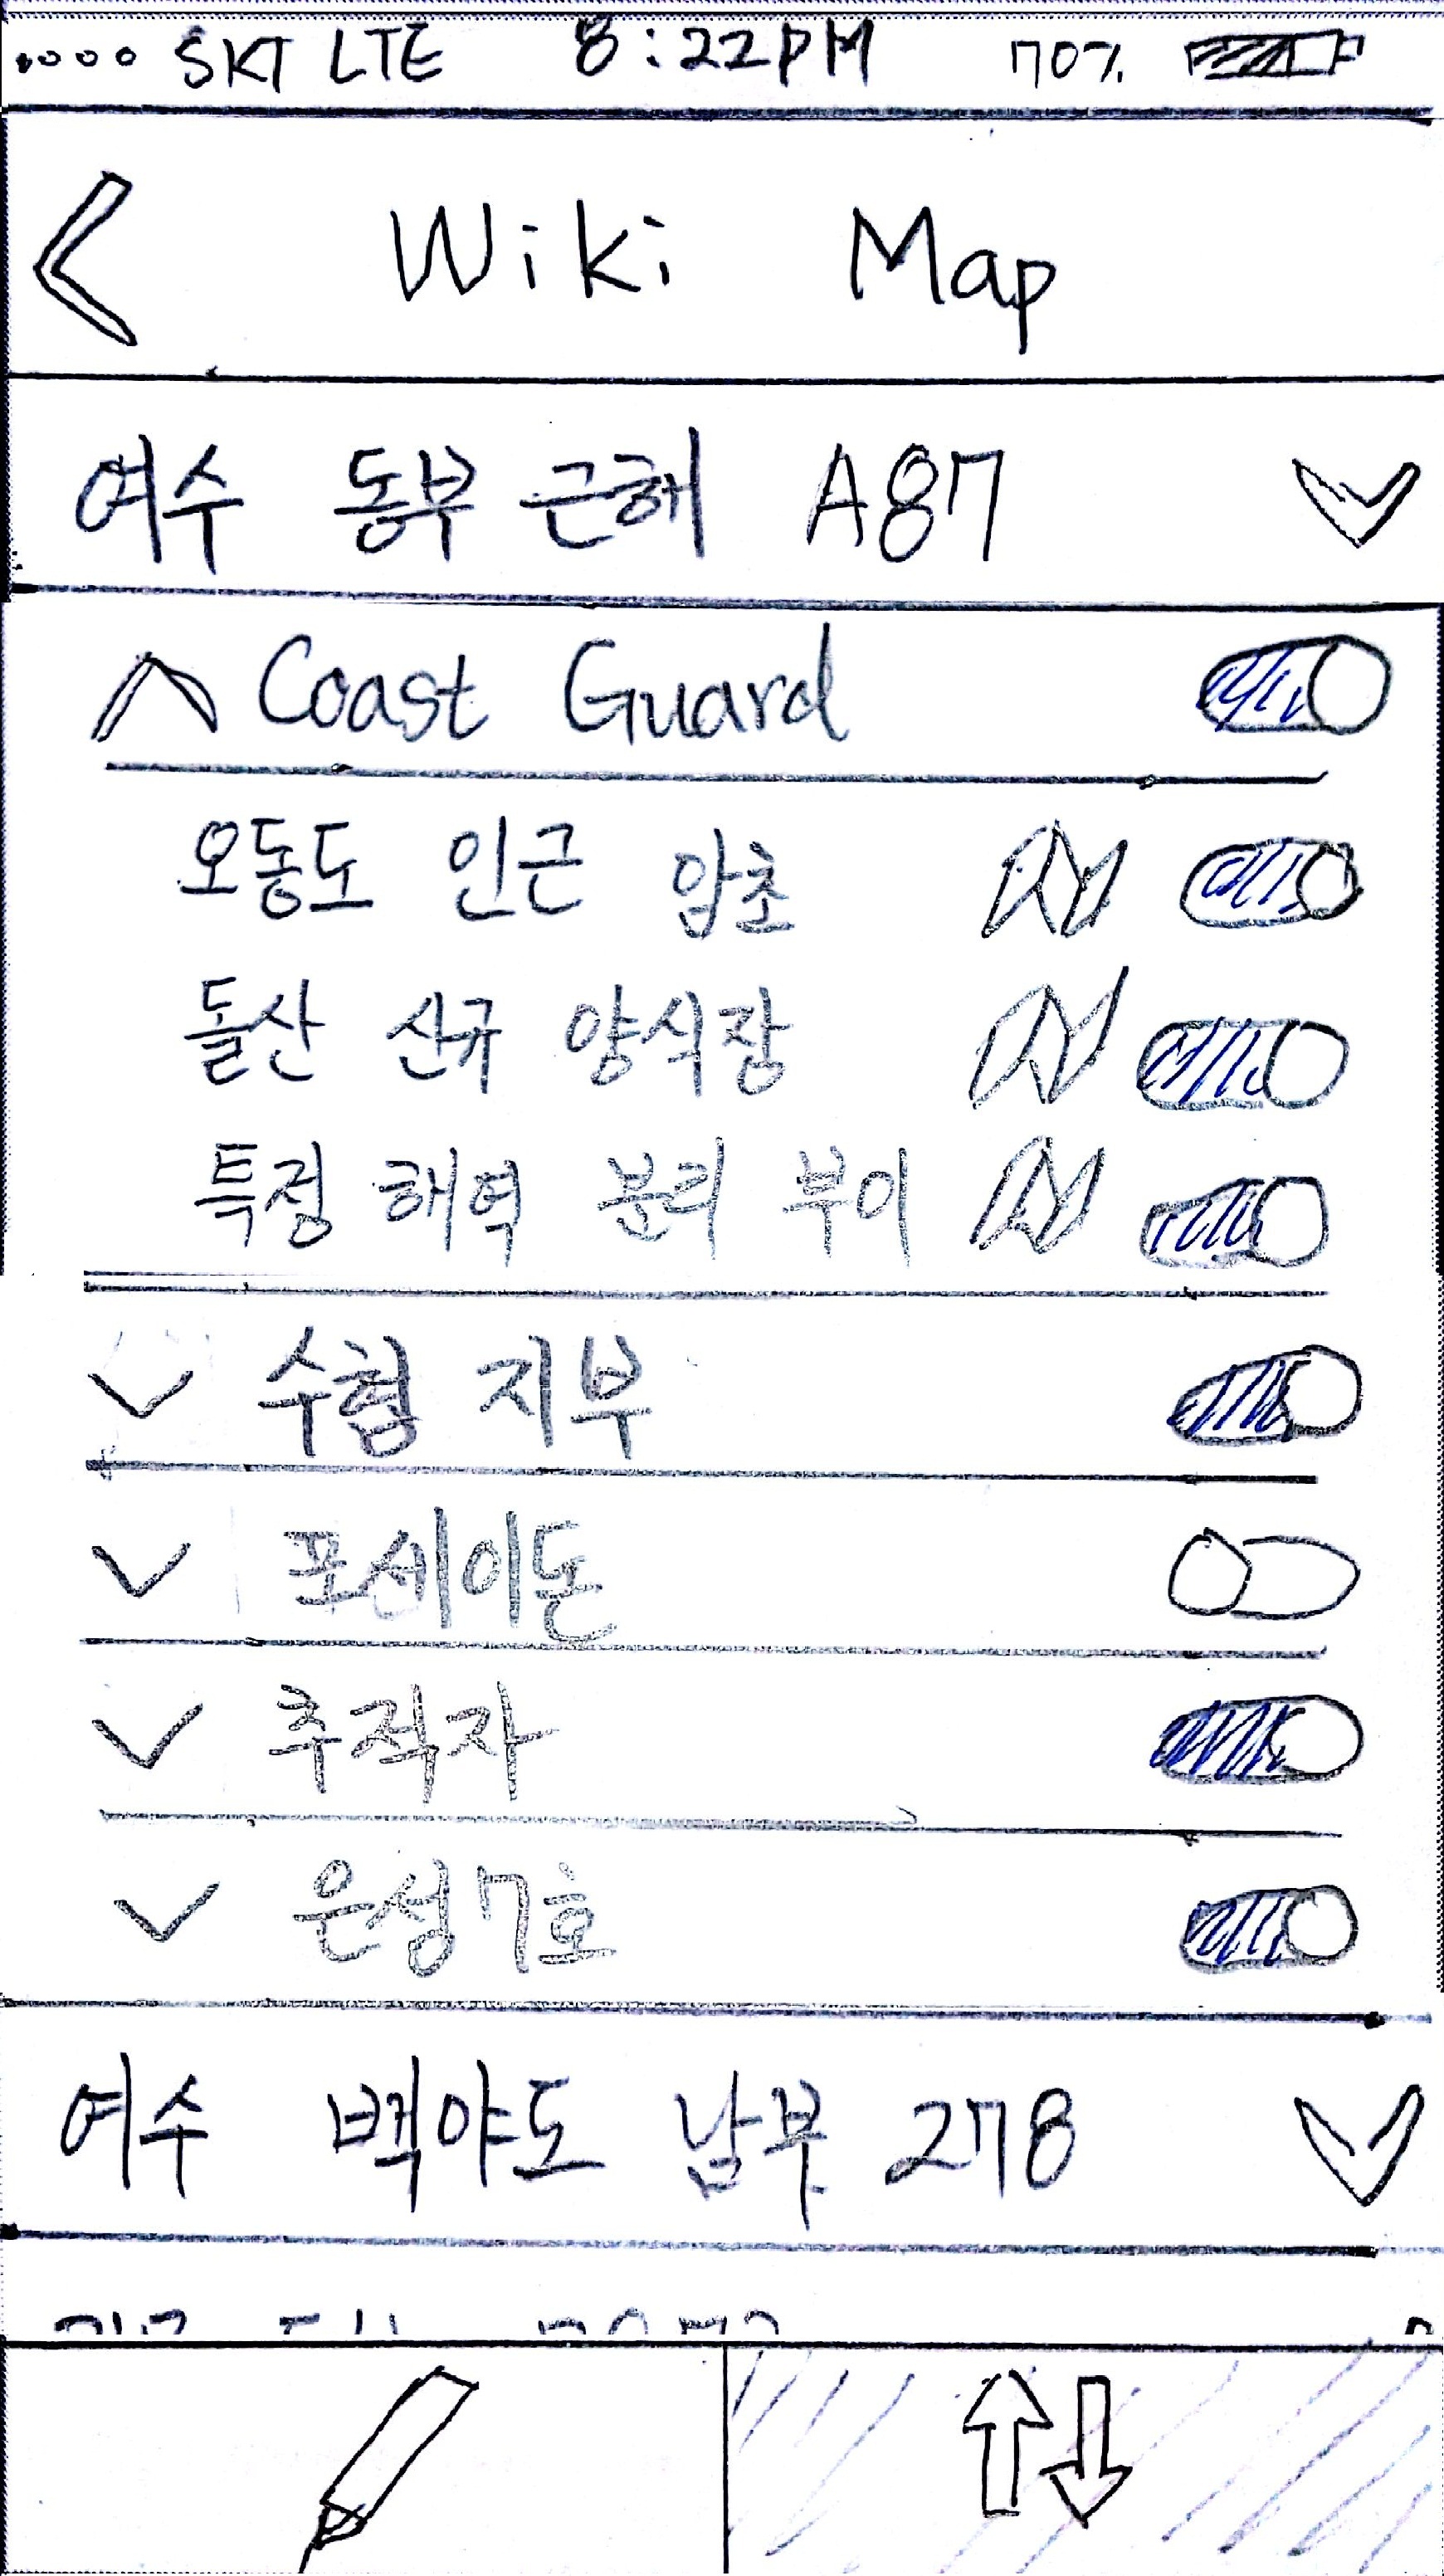 SKT LTE 8:22PM 70%
Wiki Map
여수 동부 근해 A87
Coast Guard
오동도 인근 암초
돌산 신규 양식장
특정 해역 분리 부이
수협 지부
포세이돈
추적자
은성7호
여수 백야도 남부 278